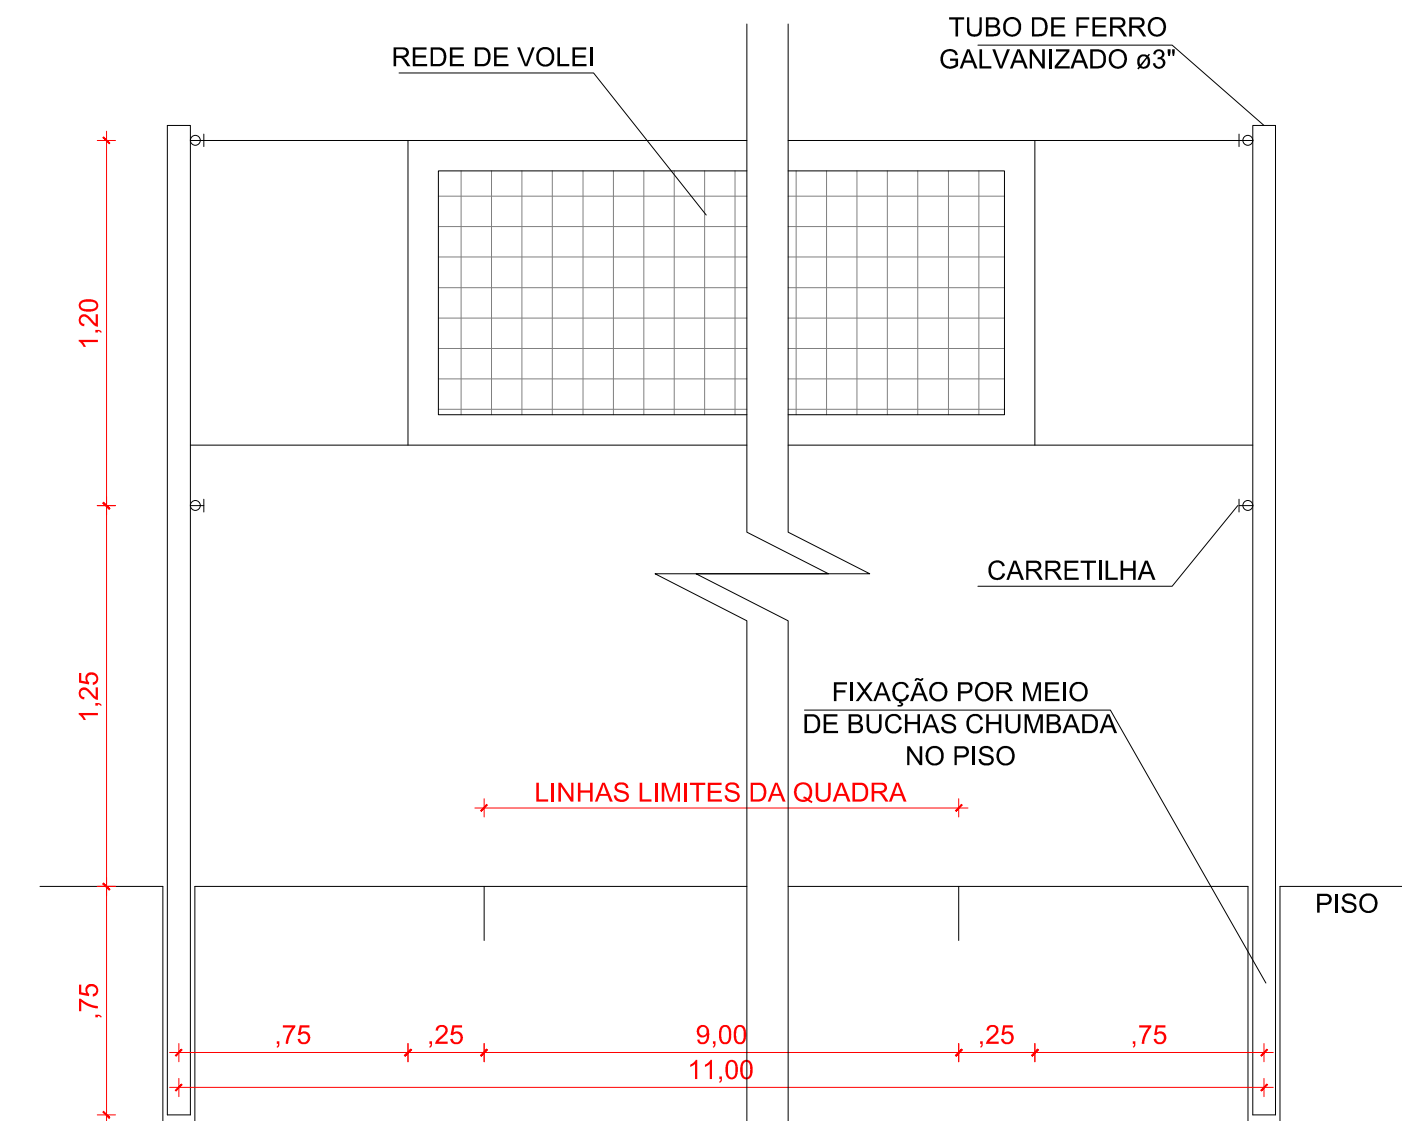 TUBO DE FERRO
GALVANIZADO ø3"
REDE DE VOLEI
1,20
CARRETILHA
1,25
FIXAÇÃO POR MEIO
DE BUCHAS CHUMBADA
NO PISO
LINHAS LIMITES DA QUADRA
PISO
,75
,75 ,25 9,00 ,25 ,75
11,00